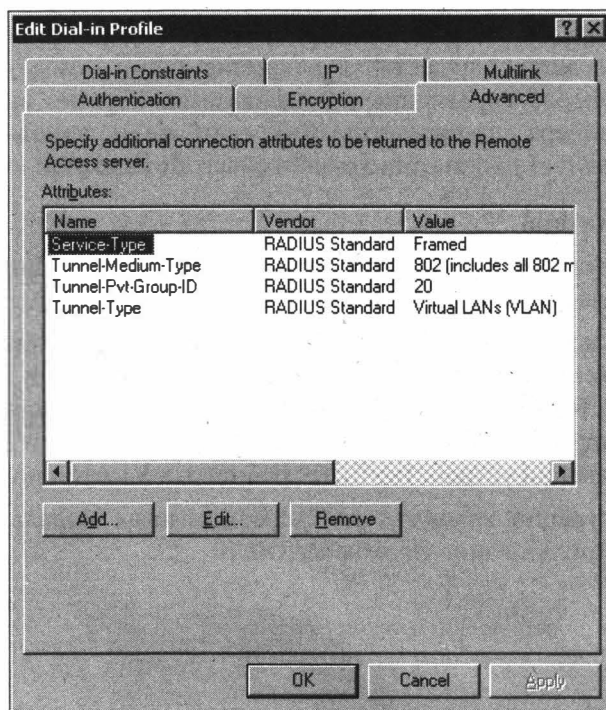 Edit Dial-in Profile
Dial-in Constraints IP Multilink
Authentication Encryption Advanced
Specify additional connection attributes to be returned to the Remote
Access server.
Attributes:
Name Vendor Value
Service-Type RADIUS Standard Framed
Tunnel-Medium-Type RADIUS Standard 802 (includes all 802 m
Tunnel-Pvt-Group-ID RADIUS Standard 20
Tunnel-Type RADIUS Standard Virtual LANs (VLAN)
Add... Edit... Remove
OK Cancel Apply